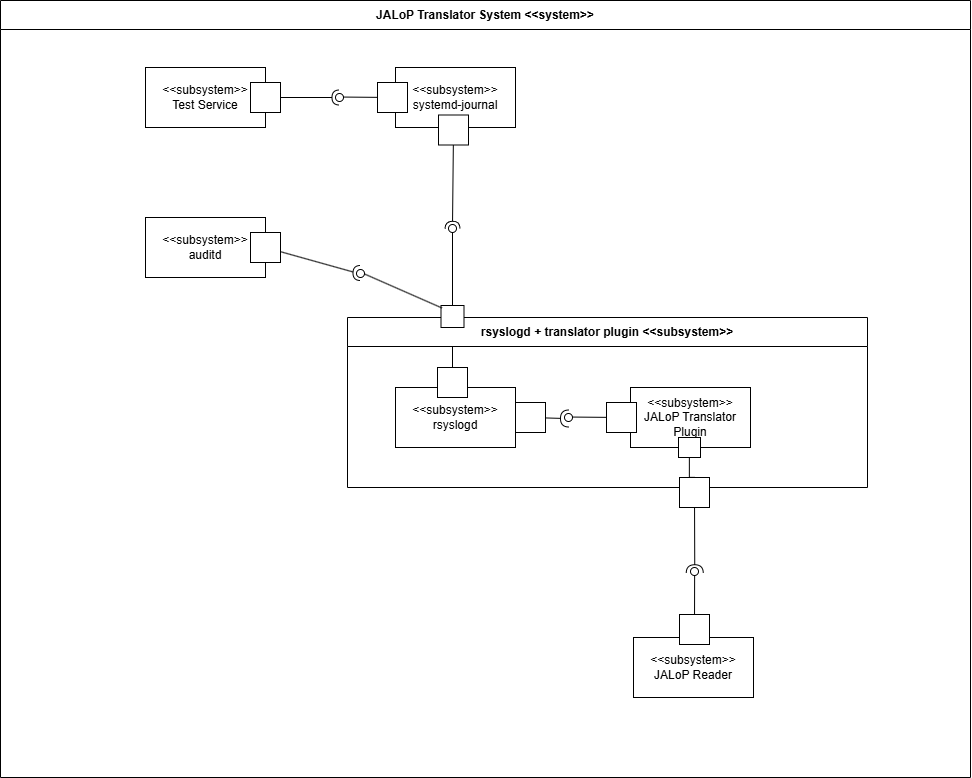 JALoP Translator System <<system>>
<<subsystem>>
Test Service
<<subsystem>>
systemd-journal
<<subsystem>>
auditd
rsyslogd + translator plugin <<subsystem>>
<<subsystem>>
rsyslogd
<<subsystem>>
JALoP Translator
Plugin
<<subsystem>>
JALoP Reader